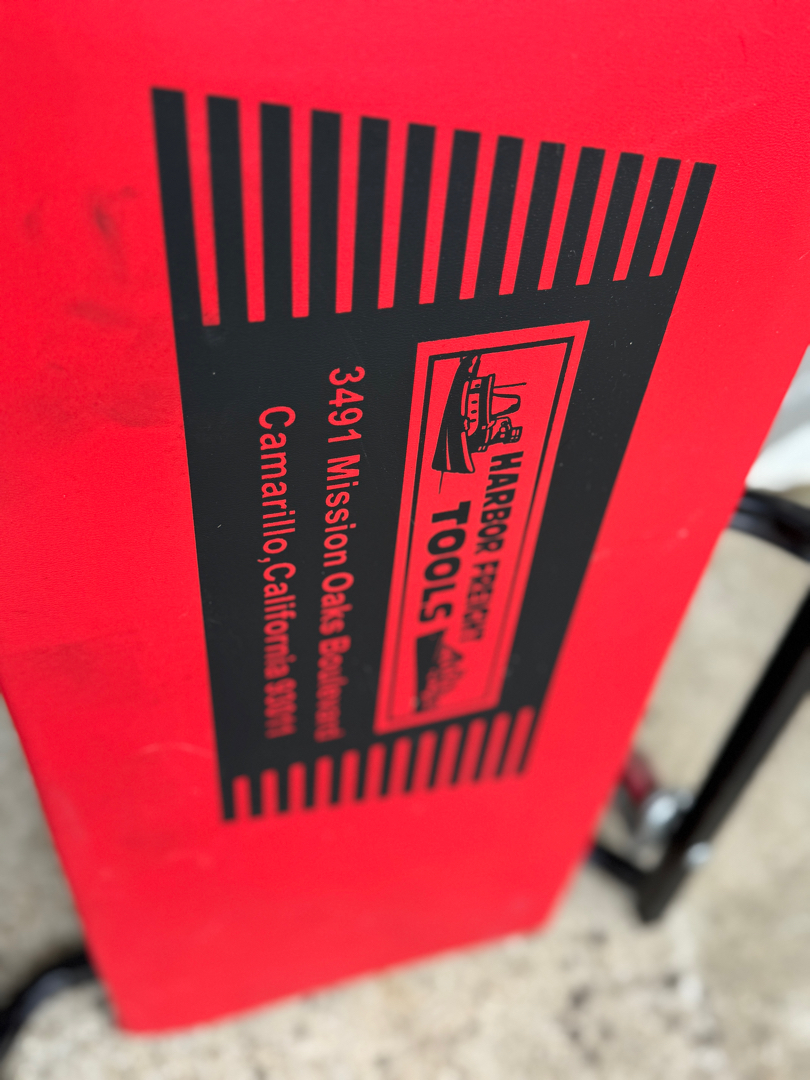 HARBOR FREIGHT
TOOLS
3491 Mission Oaks Boulevard
Camarillo,California 93011